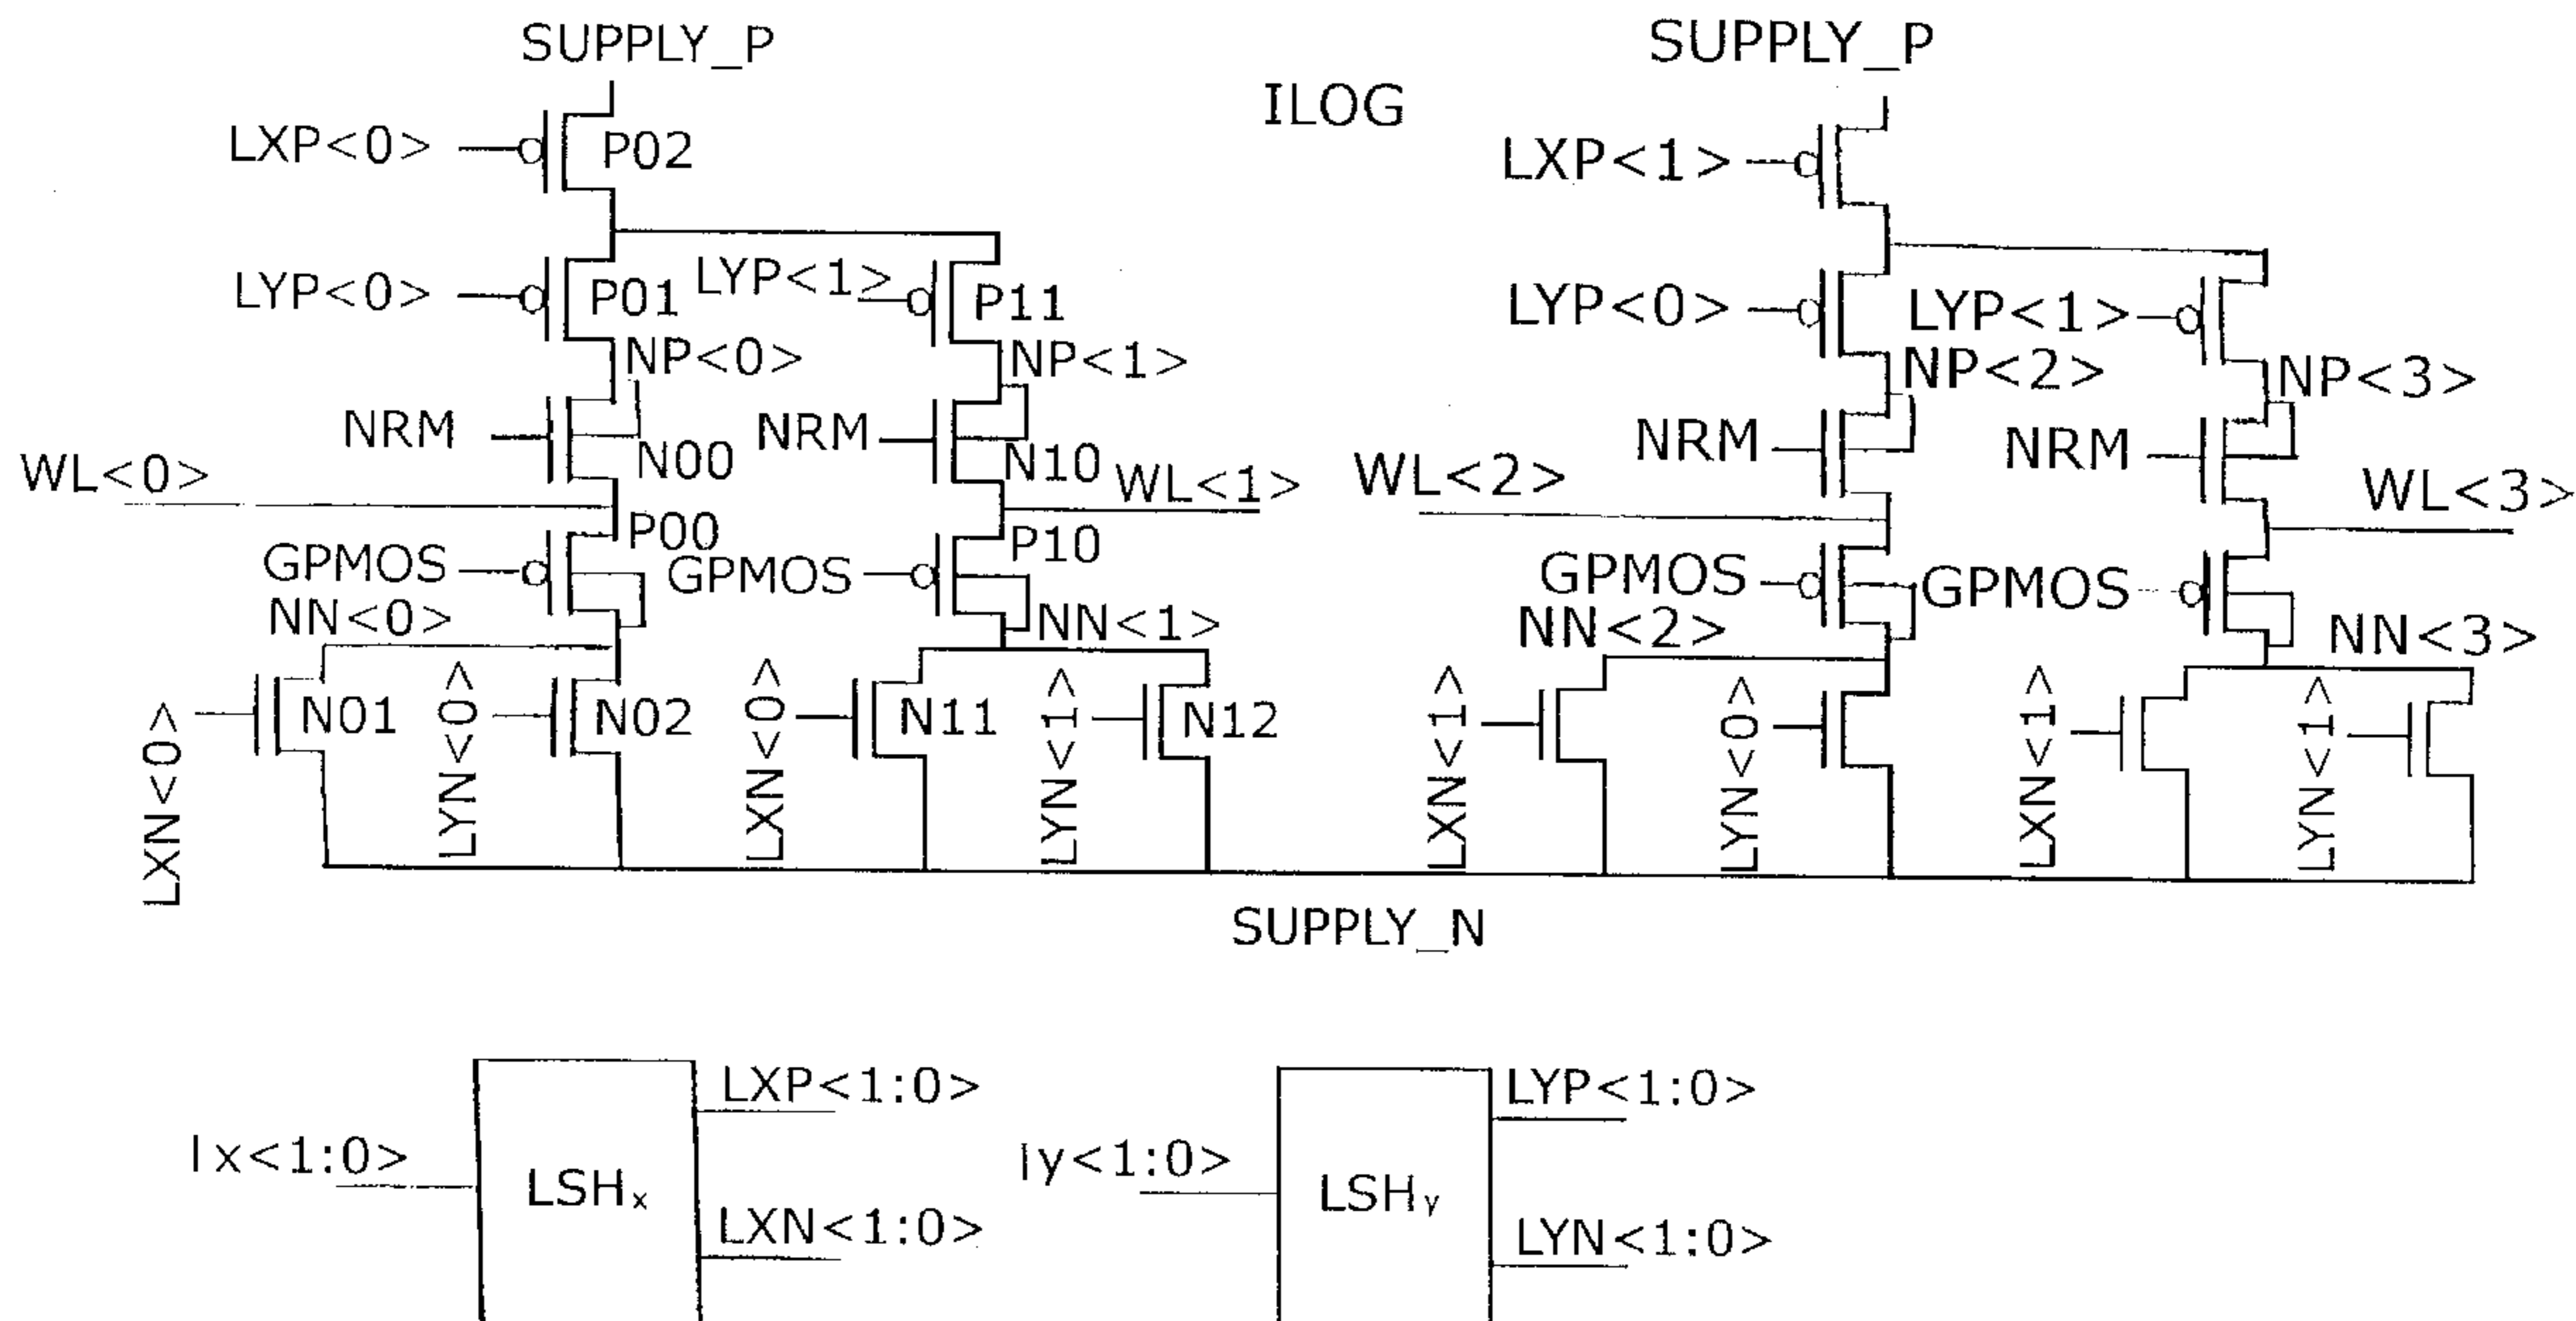 SUPPLY_P
SUPPLY_P
ILOG
LXP<0>
P02
LXP<1>
LYP<0>
P01
LYP<1>
P11
LYP<0>
LYP<1>
NP<0>
NP<1>
NP<2>
NP<3>
NRM
N00
NRM
N10
NRM
NRM
WL<0>
WL<1>
WL<2>
WL<3>
P00
P10
GPMOS
GPMOS
GPMOS
GPMOS
NN<0>
NN<1>
NN<2>
NN<3>
LXN<0>
N01
LYN<0>
N02
LXN<0>
N11
LYN<1>
N12
LXN<1>
LYN<0>
LXN<1>
LYN<1>
SUPPLY_N
LXP<1:0>
LYP<1:0>
Ix<1:0>
LSHx
Iy<1:0>
LSHy
LXN<1:0>
LYN<1:0>